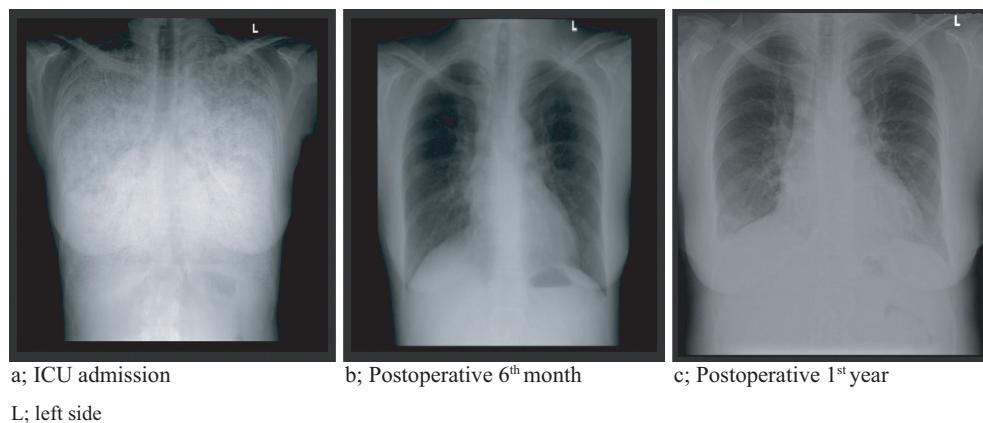 L
L
L
a; ICU admission
b; Postoperative 6th month
c; Postoperative 1st year
L; left side